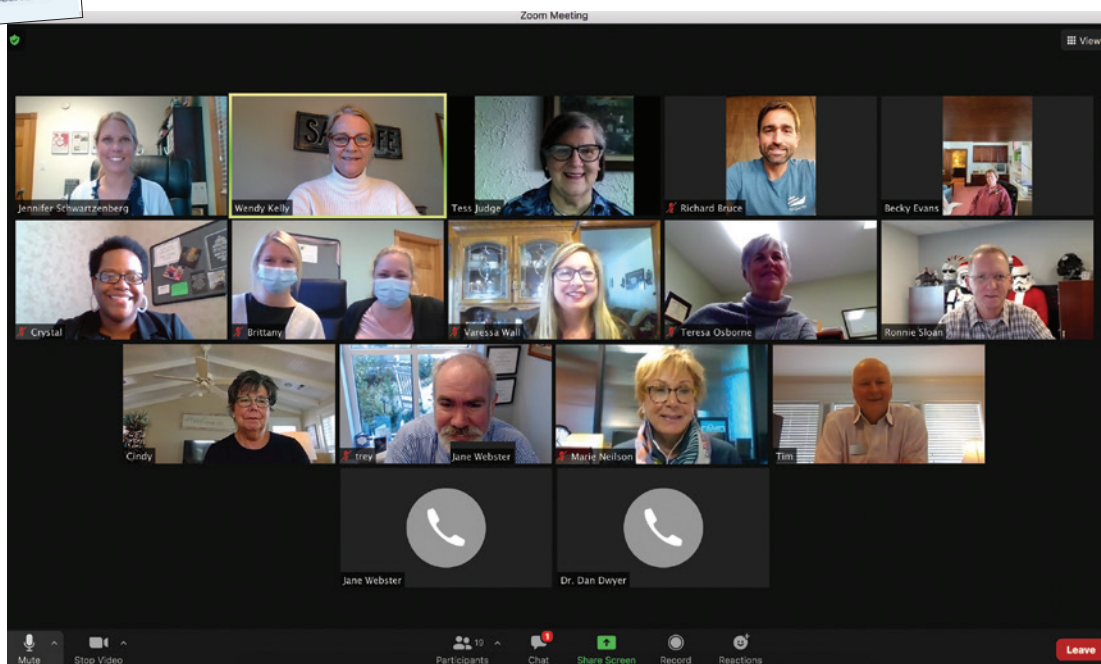 Zoom Meeting
View
Jennifer Schwartzenberg
Wendy Kelly
Tess Judge
Richard Bruce
Becky Evans
Crystal
Brittany
Varessa Wall
Teresa Osborne
Ronnie Sloan
Cindy
trey
Jane Webster
Marie Neilson
Tim
Jane Webster
Dr. Dan Dwyer
Mute
Stop Video
19
Participants
1
Chat
Share Screen
Record
Reactions
Leave